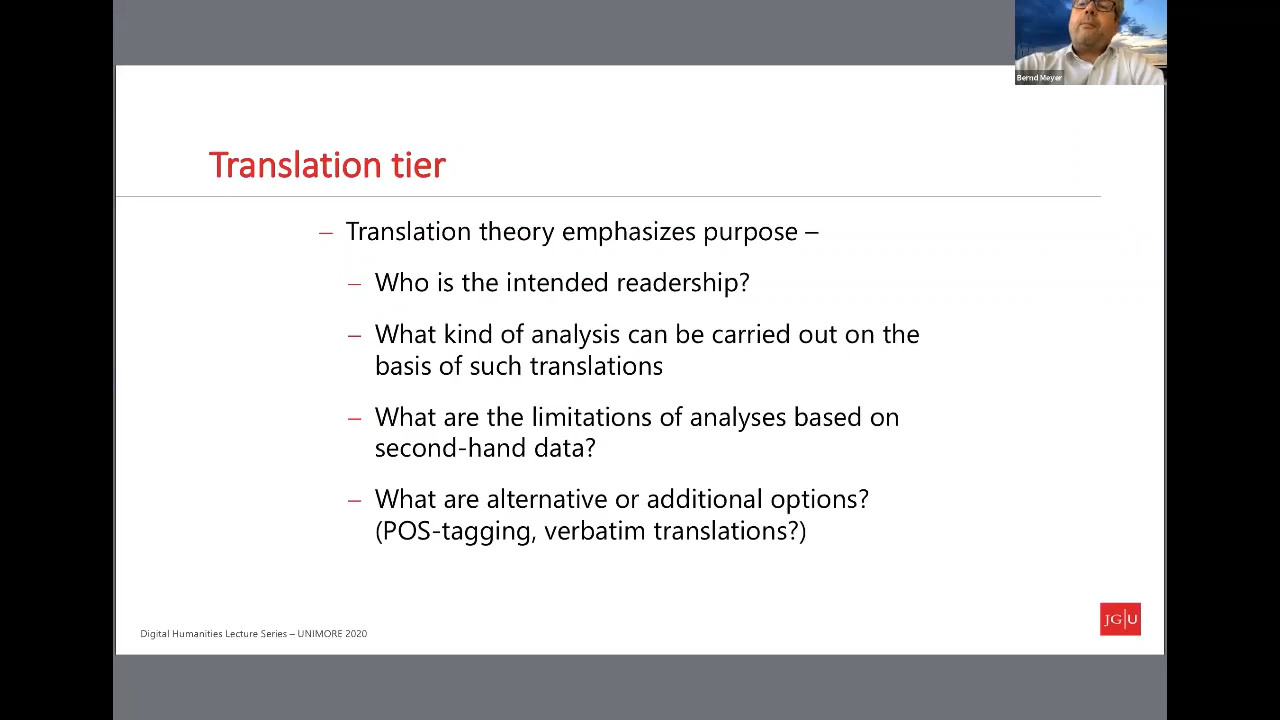 Bernd Meyer
Translation tier
– Translation theory emphasizes purpose –
– Who is the intended readership?
– What kind of analysis can be carried out on the
basis of such translations
– What are the limitations of analyses based on
second-hand data?
– What are alternative or additional options?
(POS-tagging, verbatim translations?)
Digital Humanities Lecture Series – UNIMORE 2020
JG|U